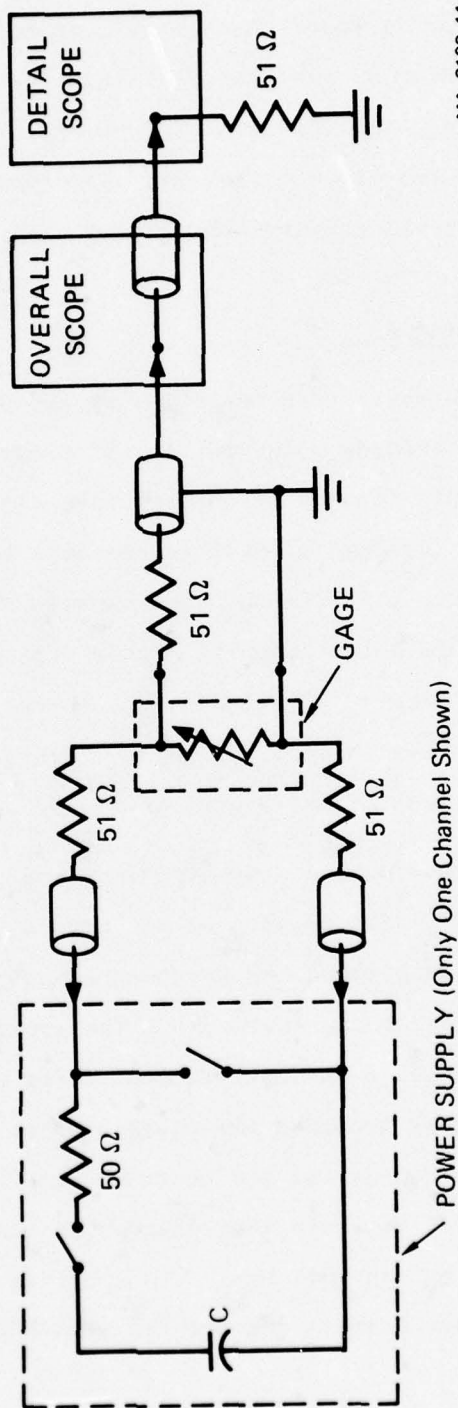 DETAIL
SCOPE
OVERALL
SCOPE
51 Ω
51 Ω
GAGE
51 Ω
51 Ω
50 Ω
C
POWER SUPPLY (Only One Channel Shown)